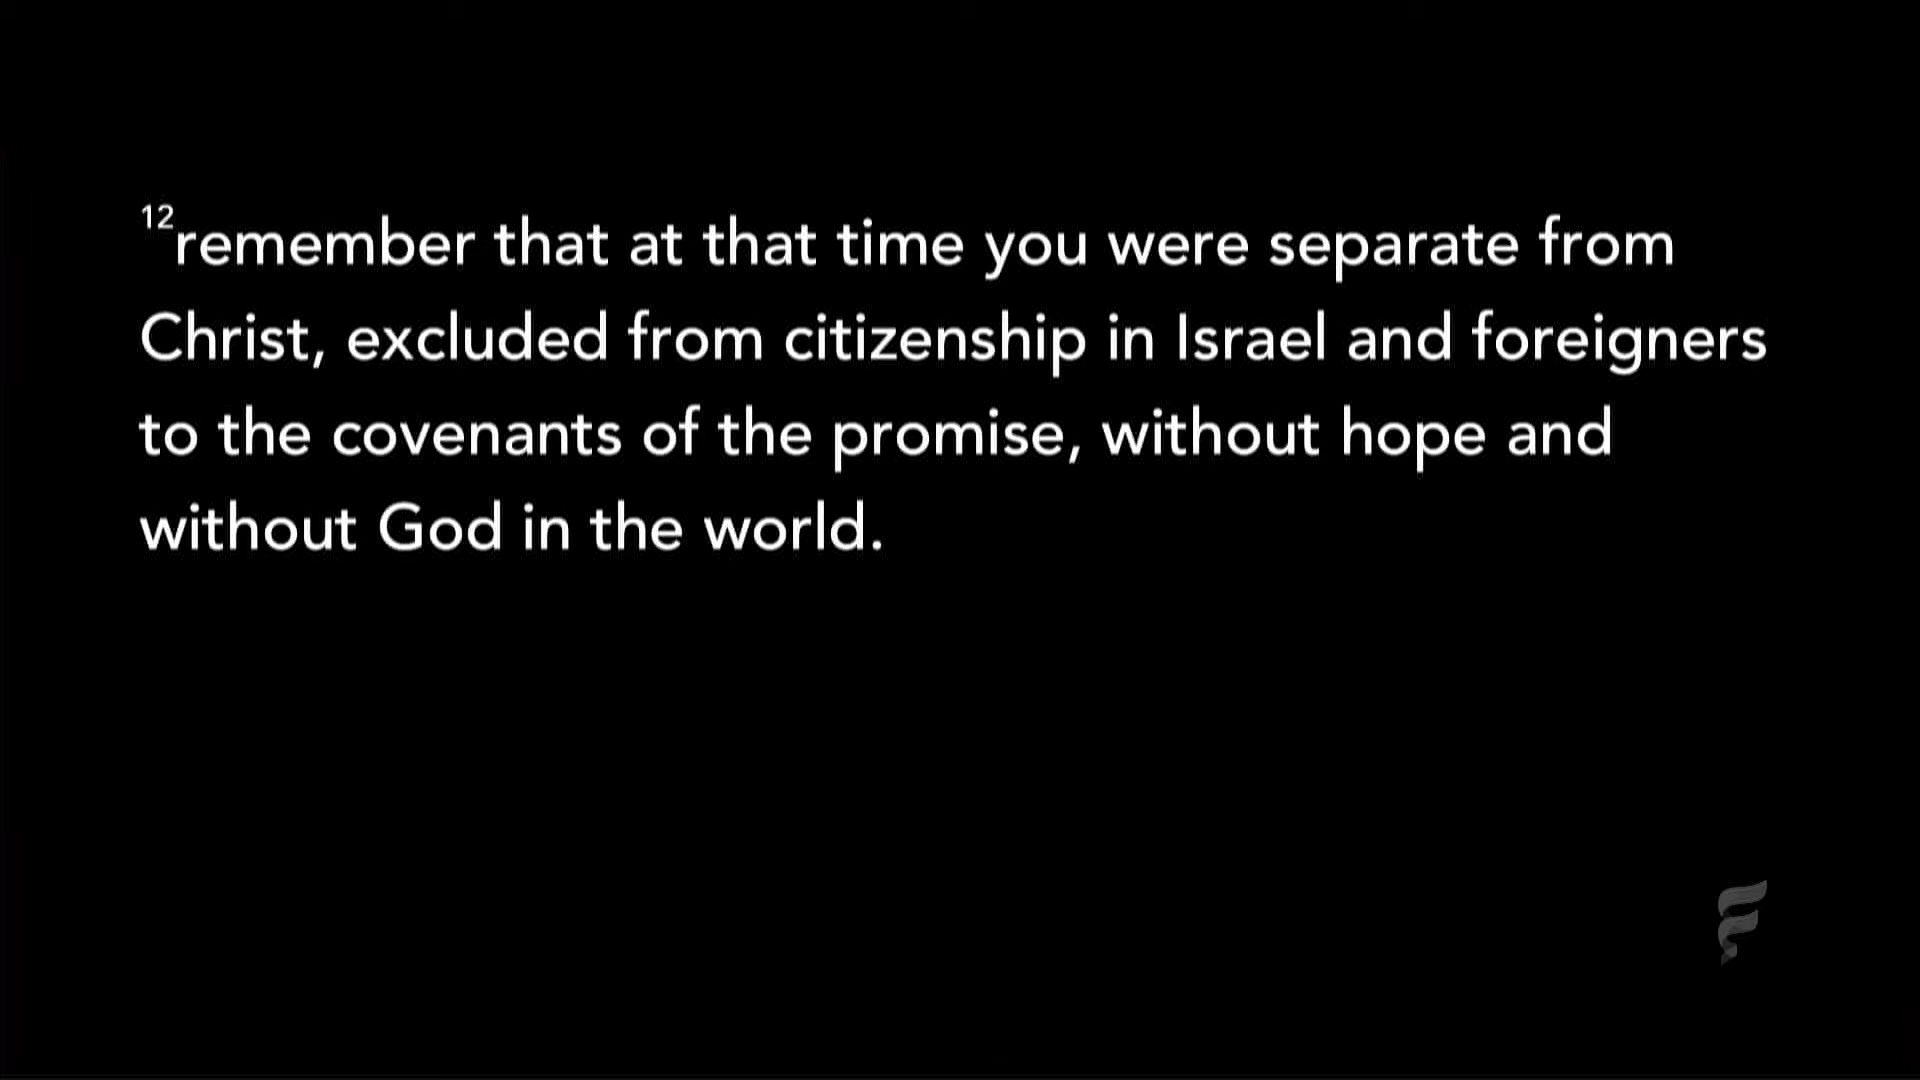 12remember that at that time you were separate from
Christ, excluded from citizenship in Israel and foreigners
to the covenants of the promise, without hope and
without God in the world.